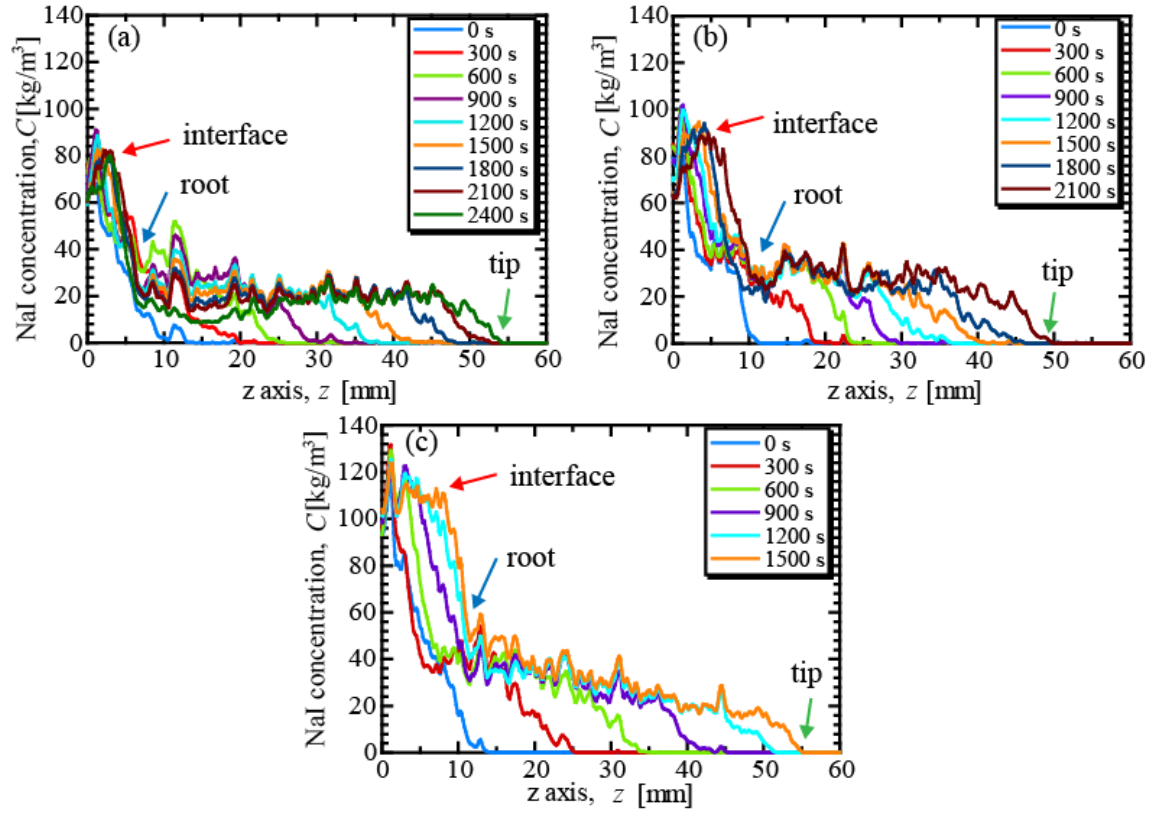 (a)
NaI concentration,C [kg/m³]
140
120
100
80
60
40
20
0
0 s
300 s
600 s
900 s
1200 s
1500 s
1800 s
2100 s
2400 s
interface
root
tip
0 10 20 30 40 50 60
z axis, z [mm]
(b)
NaI concentration, C [kg/m³]
140
120
100
80
60
40
20
0
0 s
300 s
600 s
900 s
1200 s
1500 s
1800 s
2100 s
interface
root
tip
0 10 20 30 40 50 60
z axis, z [mm]
(c)
NaI concentration, C [kg/m³]
140
120
100
80
60
40
20
0
0 s
300 s
600 s
900 s
1200 s
1500 s
interface
root
tip
0 10 20 30 40 50 60
z axis, z [mm]